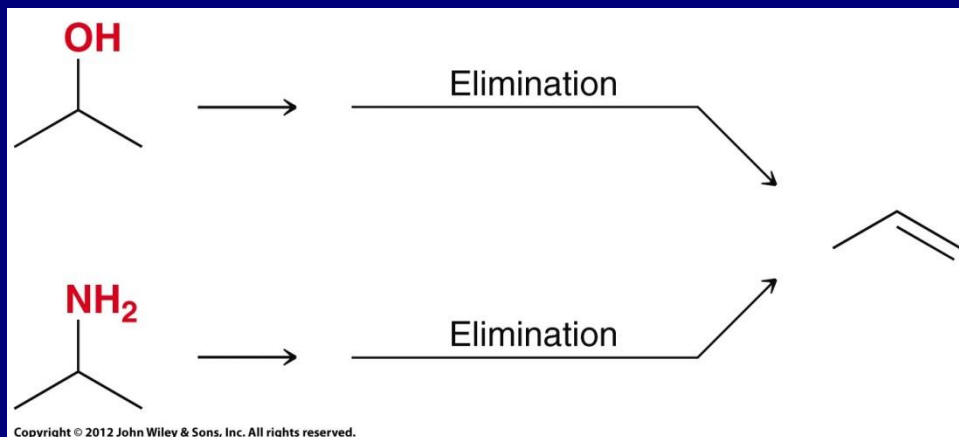 OH
Elimination
NH₂
Elimination
Copyright © 2012 John Wiley & Sons, Inc. All rights reserved.